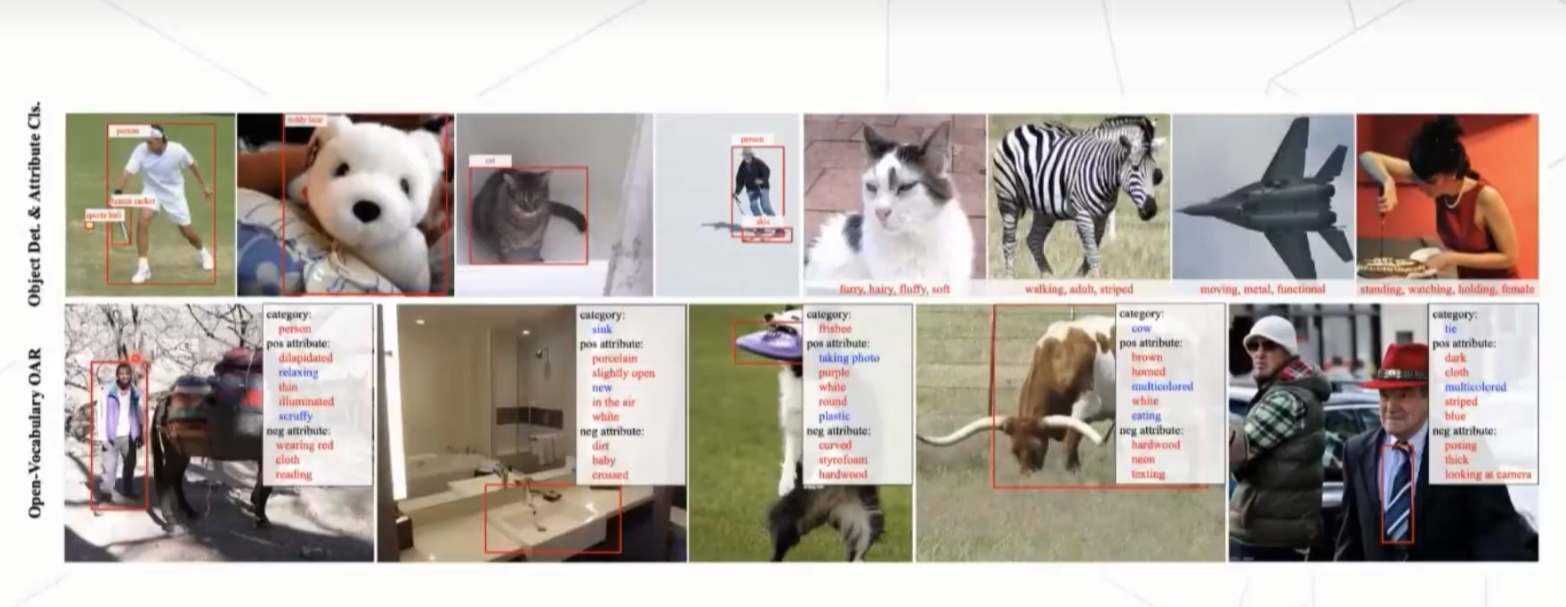 Object Det. & Attribute Cls.
person
tennis racket
sports ball
teddy bear
cat
person
skis
furry, hairy, fluffy, soft
walking, adult, striped
moving, metal, functional
standing, watching, holding, female
Open-Vocabulary OAR
category:
person
pos attribute:
dilapidated
relaxing
thin
illuminated
scruffy
neg attribute:
wearing red
cloth
reading
category:
sink
pos attribute:
porcelain
slightly open
new
in the air
white
neg attribute:
dirt
baby
crossed
category:
frisbee
pos attribute:
taking photo
purple
white
round
plastic
neg attribute:
curved
styrofoam
hardwood
category:
cow
pos attribute:
brown
horned
multicolored
white
eating
neg attribute:
hardwood
neon
texting
category:
tie
pos attribute:
dark
cloth
multicolored
striped
blue
neg attribute:
posing
thick
looking at camera